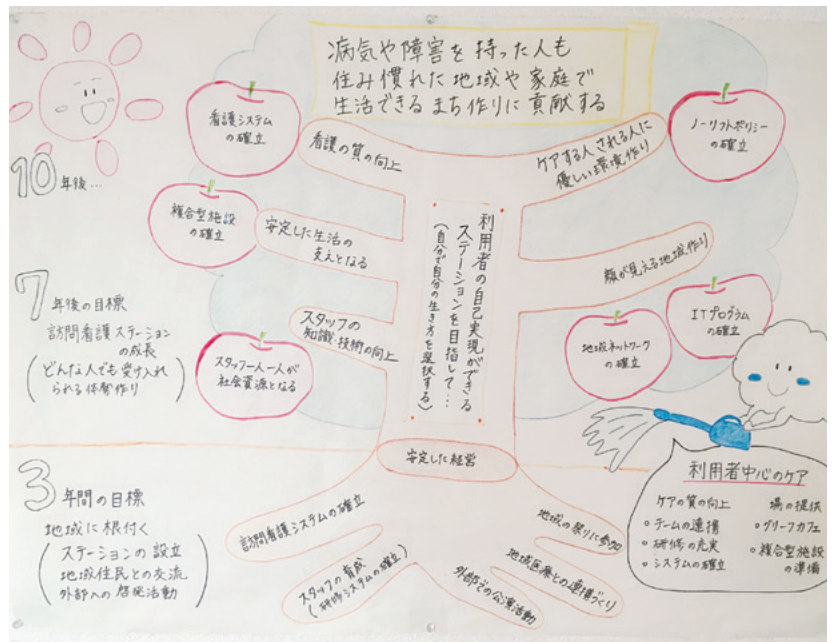 病気や障害を持った人も
住み慣れた地域や家庭で
生活できるまち作りに貢献する
看護システム
の確立
看護の質の向上
ケアする人される人に
優しい環境作り
ノーリフトポリシー
の確立
10年後…
複合型施設
の確立
安定した生活の
支えとなる
利用者の自己実現ができる
ステーションを目指して…
(自分で自分の生き方を選択する)
顔が見える地域作り
7年後の目標
訪問看護ステーション
の成長
(どんな人でも受け入れ
られる体勢作り)
スタッフの
知識・技術の向上
スタッフ一人一人が
社会資源となる
地域ネットワーク
の確立
ITプログラム
の確立
安定した経営
3年間の目標
地域に根付く
(ステーションの設立
地域住民との交流
外部への啓発活動)
訪問看護システムの確立
スタッフの育成
(研修システムの確立)
地域の祭りに参加
地域医療との連携づくり
外部での公演活動
利用者中心のケア
ケアの質の向上
○チームの連携
○研修の充実
○システムの確立
場の提供
○グリーフカフェ
○複合型施設
の準備